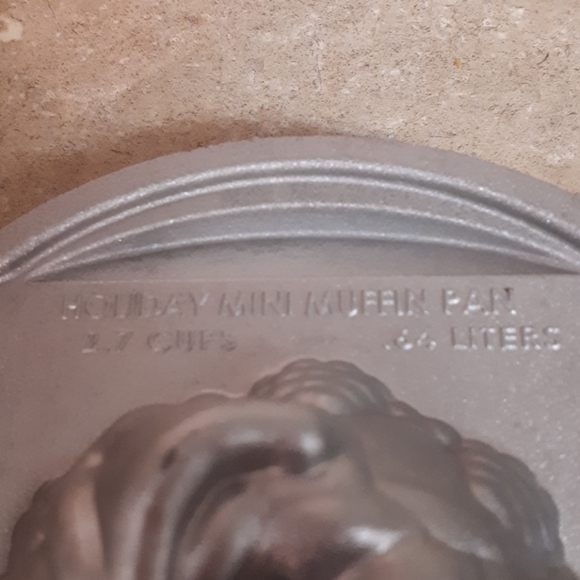 HOLIDAY MINI MUFFIN PAN
2.7 CUPS .64 LITERS